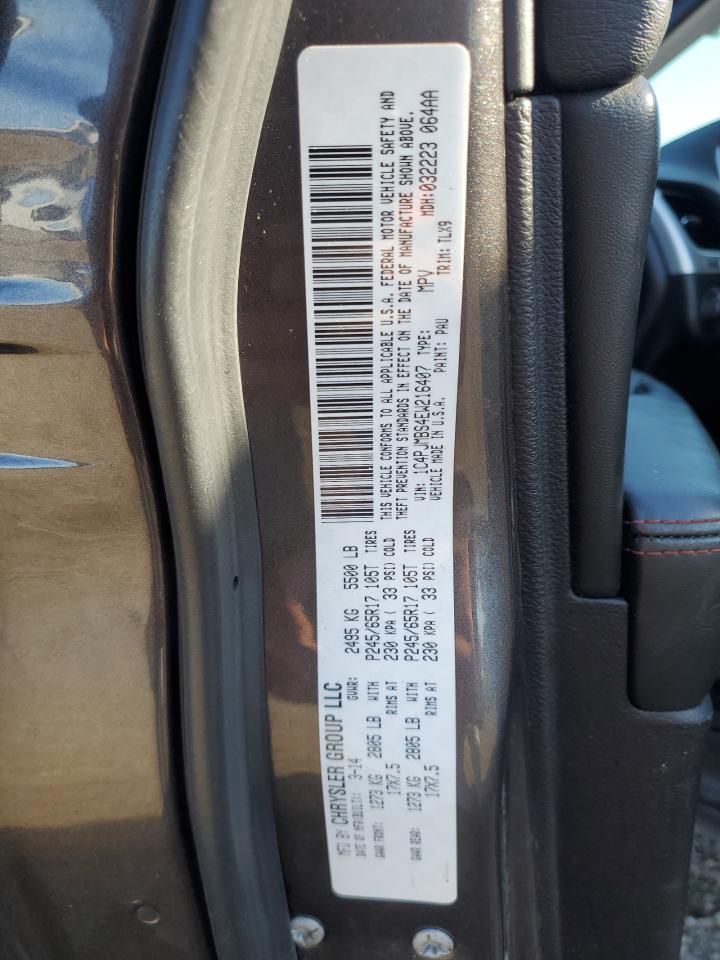 MFD BY CHRYSLER GROUP LLC
DATE OF MFR(BUILT): 3-14 GVWR: 2495 KG 5500 LB
GAWR FRONT: 1273 KG 2805 LB WITH P245/65R17 105T TIRES
17X7.5 RIMS AT 230 KPA ( 33 PSI) COLD
GAWR REAR: 1273 KG 2805 LB WITH P245/65R17 105T TIRES
17X7.5 RIMS AT 230 KPA ( 33 PSI) COLD
THIS VEHICLE CONFORMS TO ALL APPLICABLE U.S.A. FEDERAL MOTOR VEHICLE SAFETY AND
THEFT PREVENTION STANDARDS IN EFFECT ON THE DATE OF MANUFACTURE SHOWN ABOVE.
VIN: 1C4PJMBS4EW216407 TYPE: MPV MDH:032223 064AA
VEHICLE MADE IN U.S.A. PAINT: PAU TRIM: TLX9